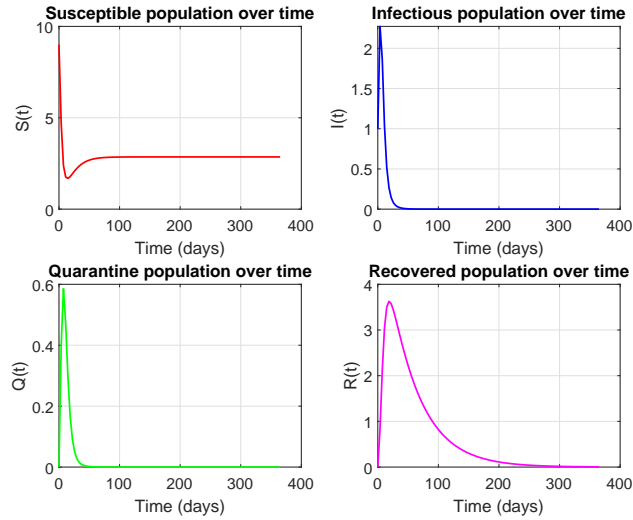 Susceptible population over time
10
5
0
S(t)
0 100 200 300 400
Time (days)
Infectious population over time
2
1.5
1
0.5
0
I(t)
0 100 200 300 400
Time (days)
Quarantine population over time
0.6
0.4
0.2
0
Q(t)
0 100 200 300 400
Time (days)
Recovered population over time
4
3
2
1
0
R(t)
0 100 200 300 400
Time (days)